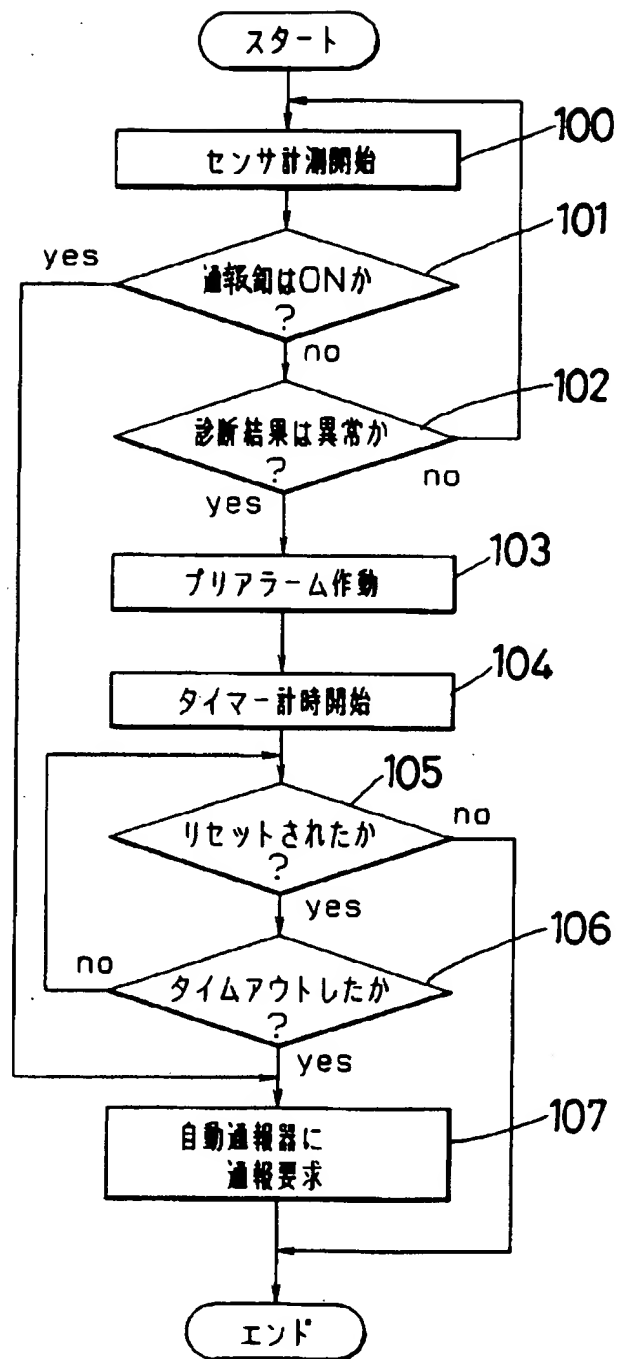 スタート
センサ計測開始
100
通報釦はONか
?
101
yes
no
診断結果は異常か
?
102
no
yes
プリアラーム作動
103
タイマー計時開始
104
リセットされたか
?
105
no
yes
タイムアウトしたか
?
106
no
yes
自動通報器に
通報要求
107
エンド